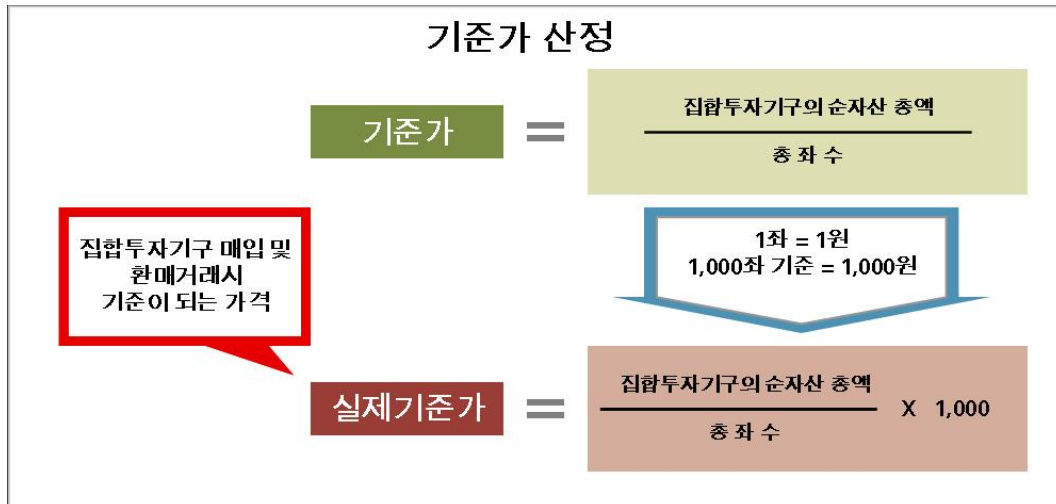 기준가 산정
기준가 =
집합투자기구의 순자산 총액
총 좌 수
집합투자기구 매입 및
환매거래시
기준이 되는 가격
1좌 = 1원
1,000좌 기준 = 1,000원
실제기준가 =
집합투자기구의 순자산 총액
총 좌 수
X 1,000